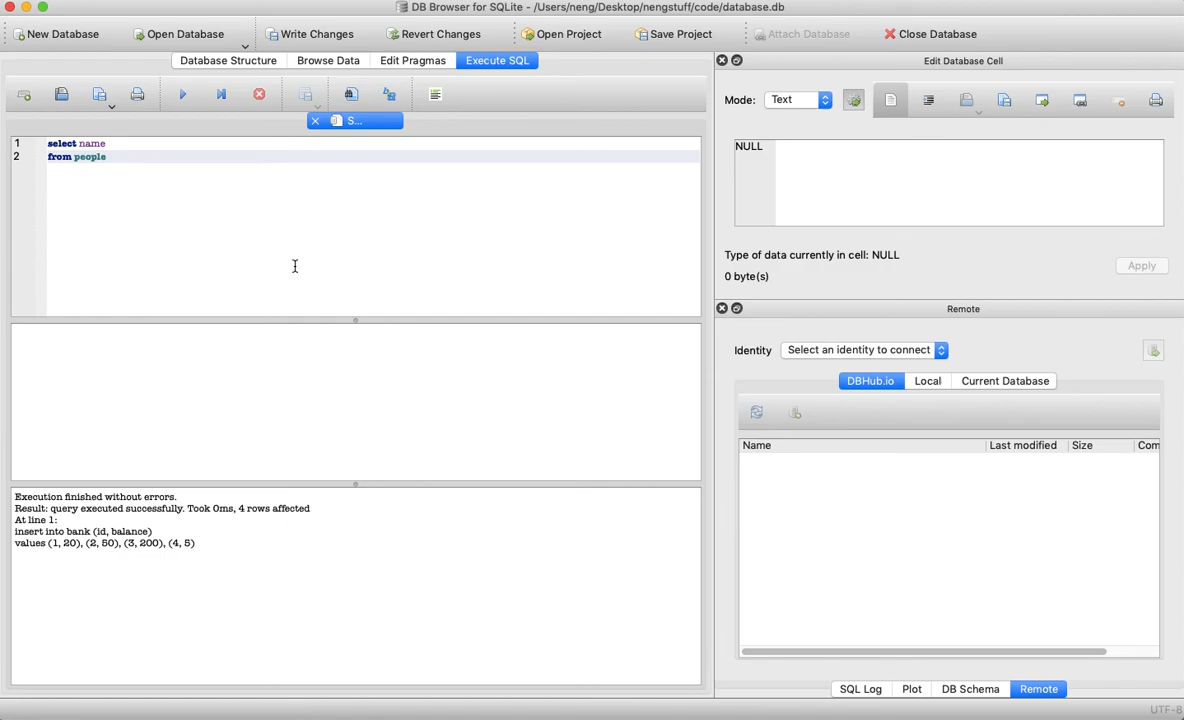 DB Browser for SQLite - /Users/neng/Desktop/nengstuff/code/database.db
New Database Open Database Write Changes Revert Changes Open Project Save Project Attach Database Close Database
Database Structure Browse Data Edit Pragmas Execute SQL
S...
1 select name
2 from people
Execution finished without errors.
Result: query executed successfully. Took 0ms, 4 rows affected
At line 1:
insert into bank (id, balance)
values (1, 20), (2, 50), (3, 200), (4, 5)
Edit Database Cell
Mode: Text
NULL
Type of data currently in cell: NULL
0 byte(s)
Apply
Remote
Identity Select an identity to connect
DBHub.io Local Current Database
Name Last modified Size Com
SQL Log Plot DB Schema Remote
UTF-8